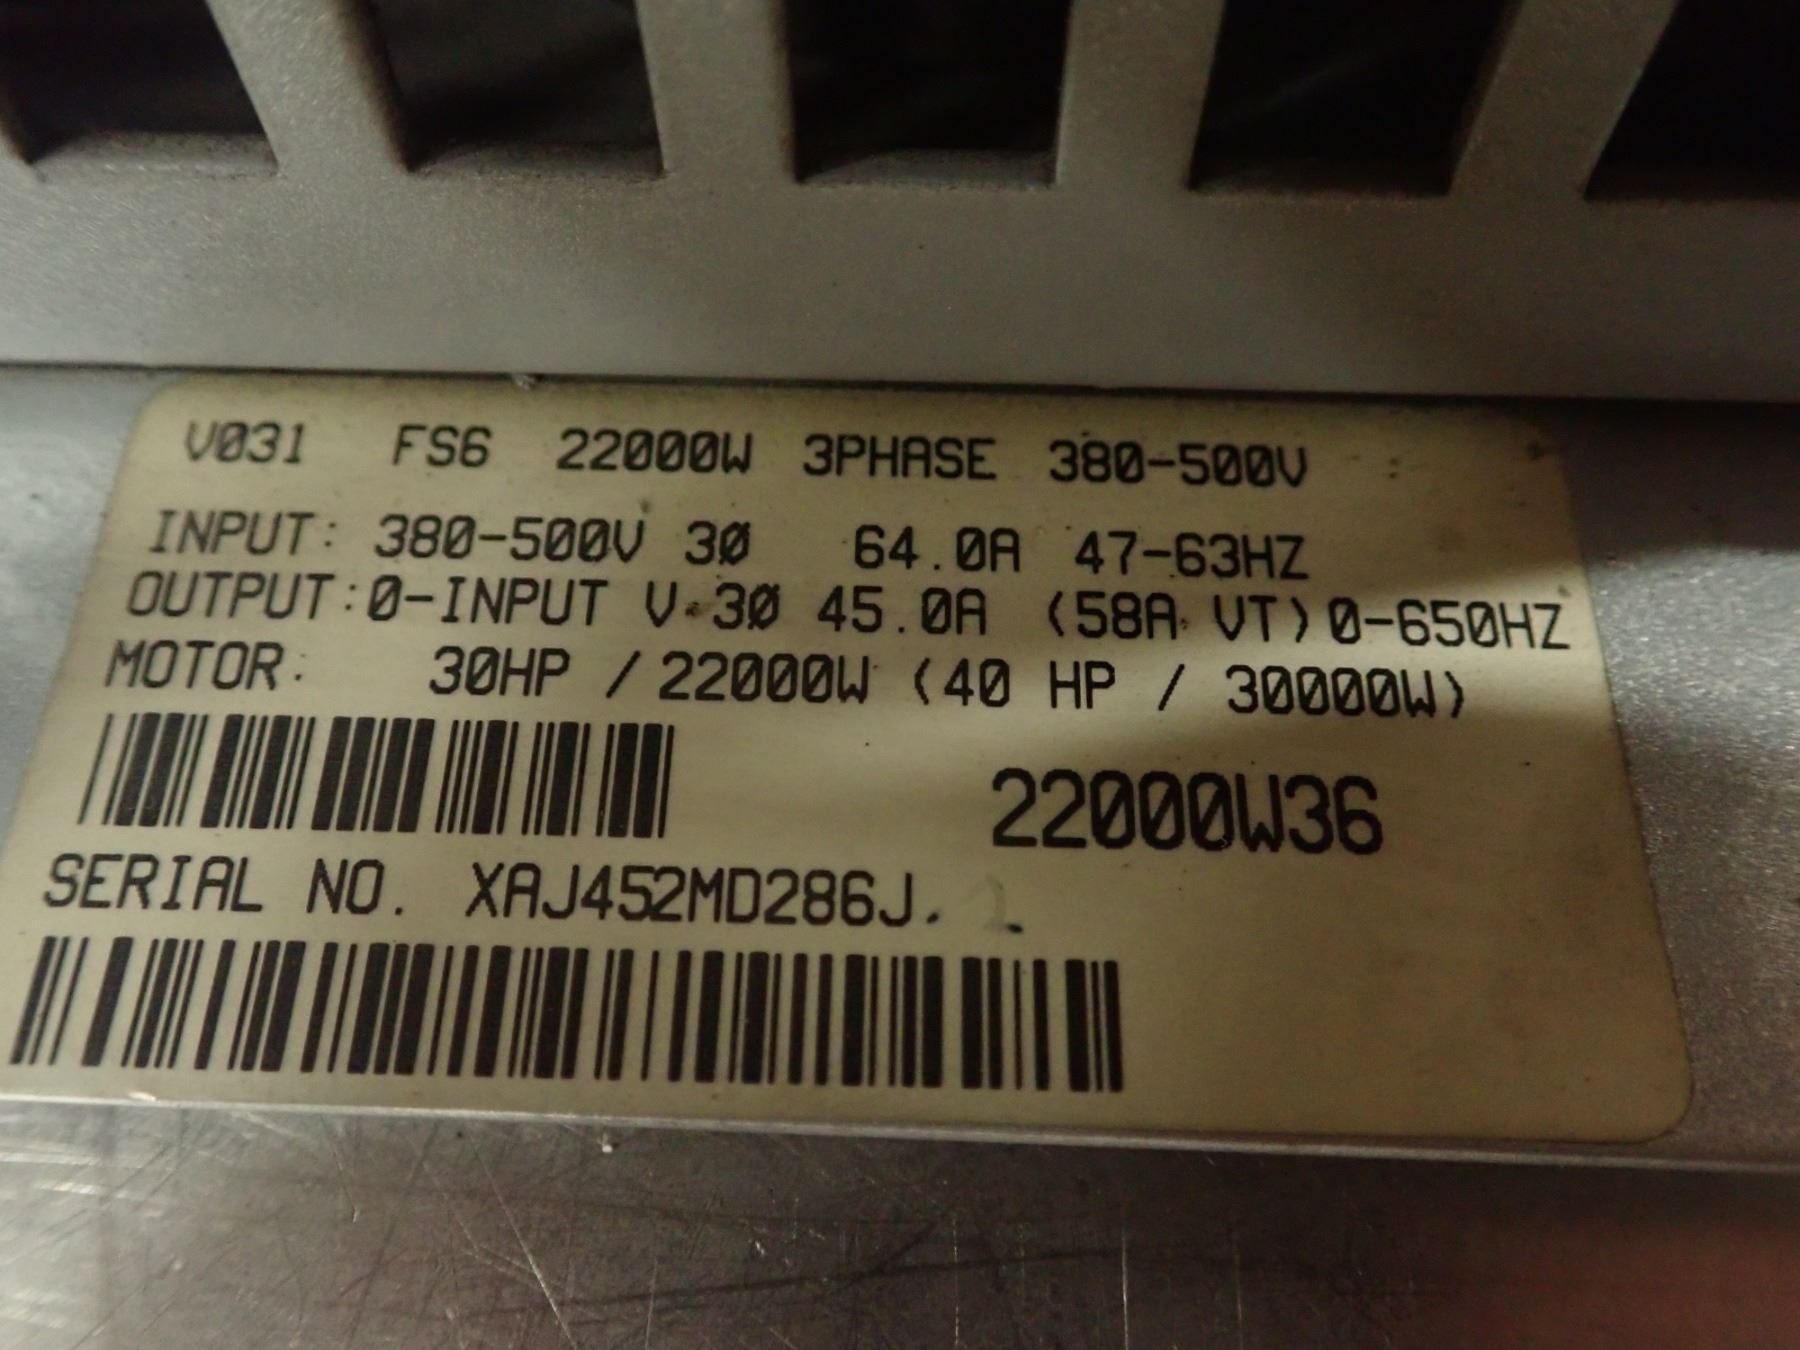 V031 FS6 22000W 3PHASE 380-500V
INPUT: 380-500V 3Ø 64.0A 47-63HZ
OUTPUT:0-INPUT V 3Ø 45.0A (58A VT)0-650HZ
MOTOR: 30HP / 22000W (40 HP / 30000W)
22000W36
SERIAL NO. XAJ452MD286J.